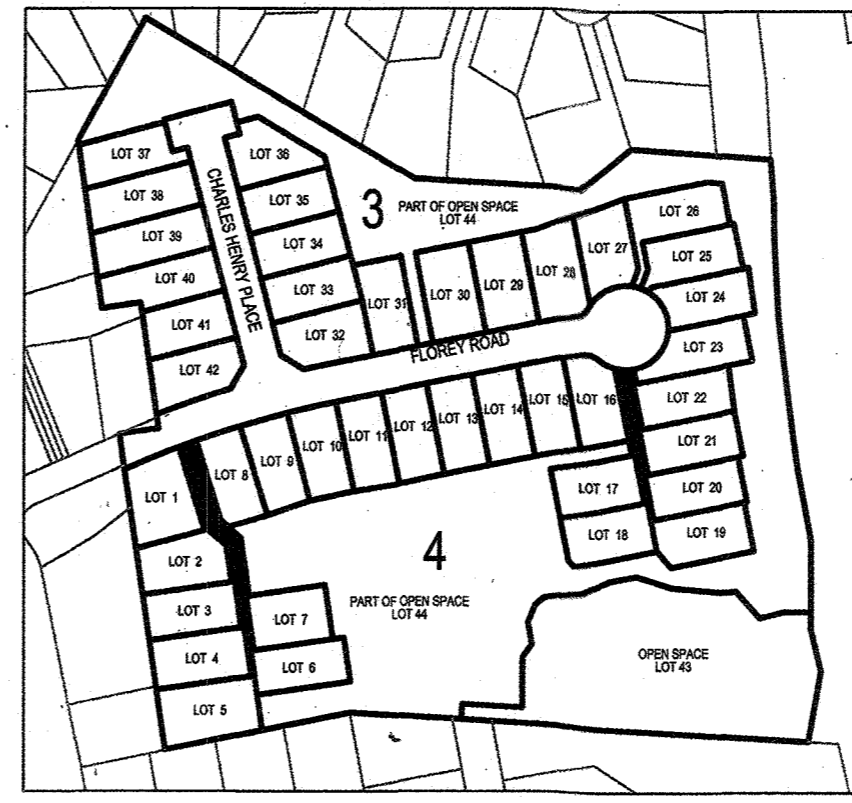 LOT 37
LOT 36
LOT 38
LOT 35
CHARLES HENRY PLACE
3
PART OF OPEN SPACE
LOT 44
LOT 39
LOT 34
LOT 40
LOT 33
LOT 41
LOT 32
LOT 42
LOT 31
LOT 30
LOT 29
LOT 28
LOT 27
LOT 26
LOT 25
LOT 24
LOT 23
FLOREY ROAD
LOT 22
LOT 21
LOT 20
LOT 19
LOT 1
LOT 8
LOT 9
LOT 10
LOT 11
LOT 12
LOT 13
LOT 14
LOT 15
LOT 16
LOT 17
LOT 18
LOT 2
LOT 3
LOT 4
LOT 5
LOT 7
LOT 6
4
PART OF OPEN SPACE
LOT 44
OPEN SPACE
LOT 43